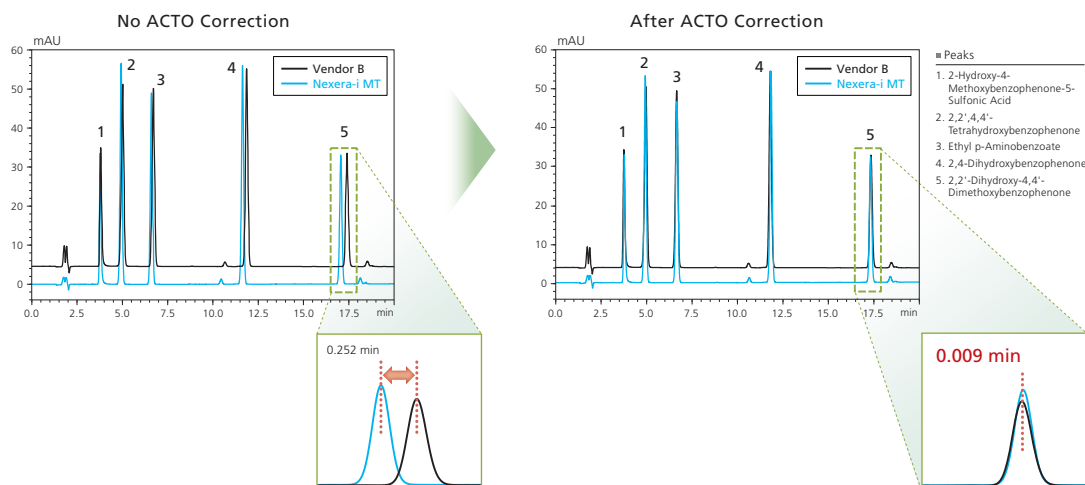 No ACTO Correction
mAU
60
50
40
30
20
10
0
0.0
2.5
5.0
7.5
10.0
12.5
15.0
17.5
min
1
2
3
4
5
Vendor B
Nexera-i MT
0.252 min
After ACTO Correction
mAU
60
50
40
30
20
10
0
0.0
2.5
5.0
7.5
10.0
12.5
15.0
17.5
min
1
2
3
4
5
Vendor B
Nexera-i MT
0.009 min
Peaks
1. 2-Hydroxy-4-
Methoxybenzophenone-5-
Sulfonic Acid
2. 2,2',4,4'-
Tetrahydroxybenzophenone
3. Ethyl p-Aminobenzoate
4. 2,4-Dihydroxybenzophenone
5. 2,2'-Dihydroxy-4,4'-
Dimethoxybenzophenone